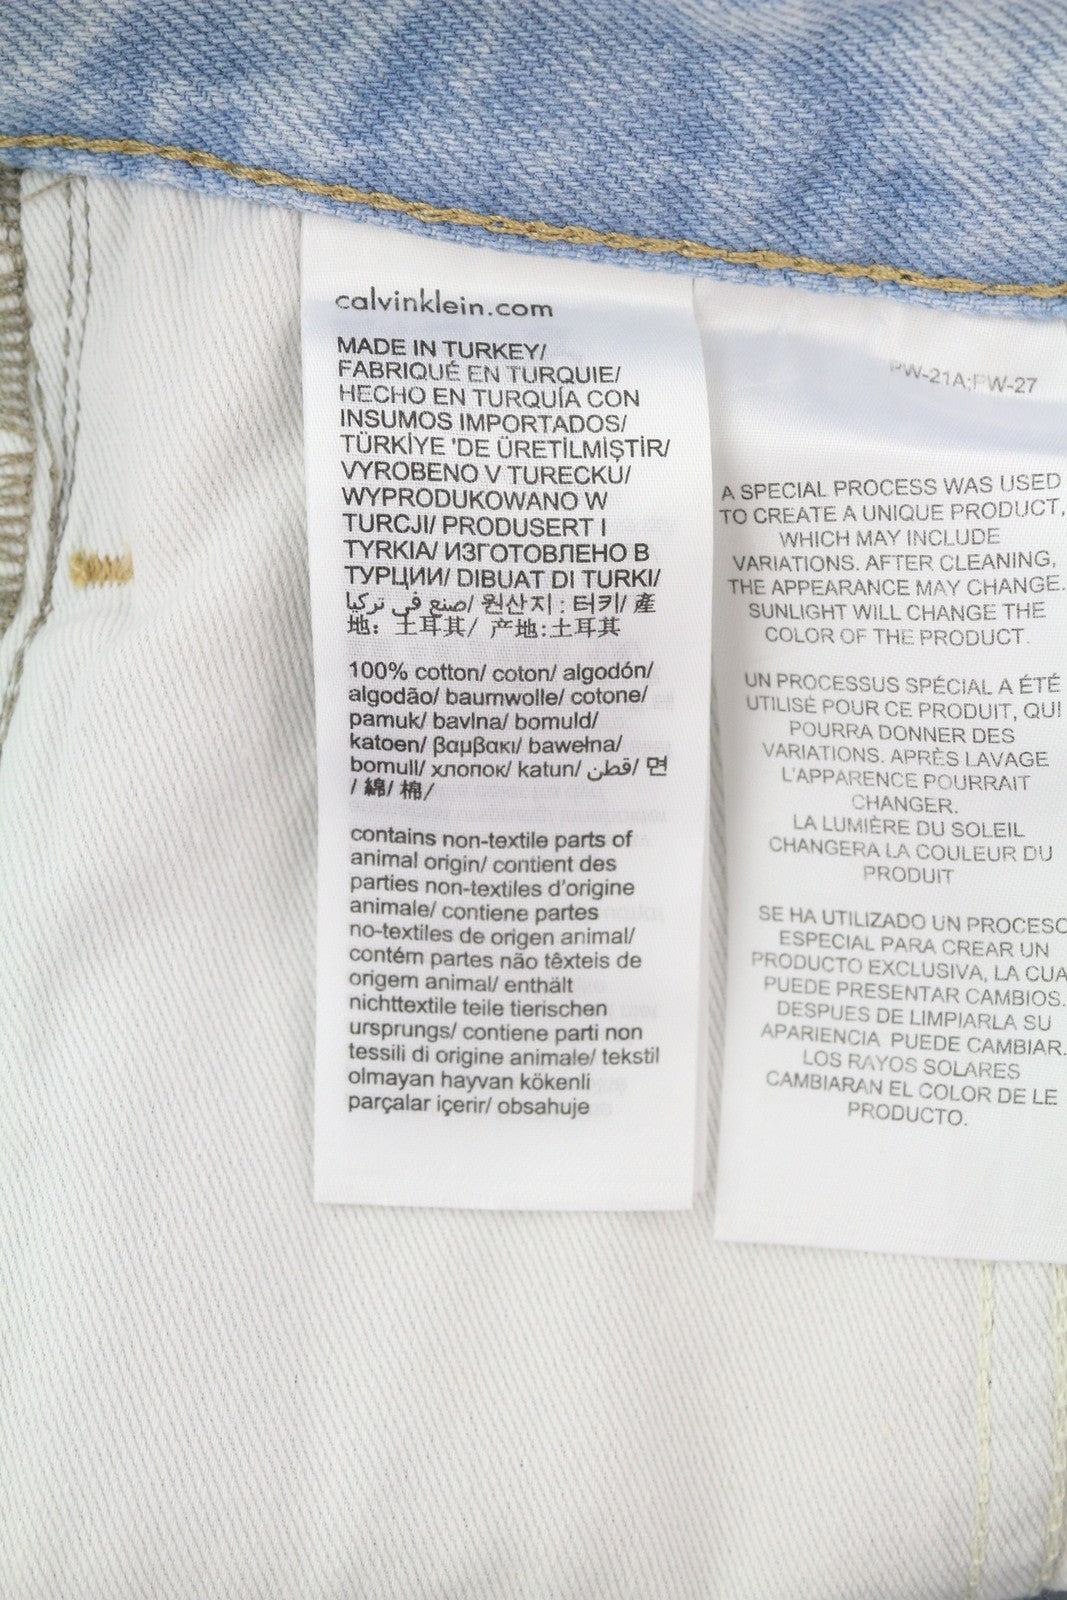 calvinklein.com
MADE IN TURKEY/
FABRIQUÉ EN TURQUIE/
HECHO EN TURQUÍA CON
INSUMOS IMPORTADOS/
TÜRKİYE 'DE ÜRETİLMİŞTİR/
VYROBENO V TURECKU/
WYPRODUKOWANO W
TURCJI/ PRODUSERT I
TYRKIA/ ИЗГОТОВЛЕНО В
ТУРЦИИ/ DIBUAT DI TURKI/
صنع في تركيا/ 원산지 : 터키/ 產
地: 土耳其/ 产地:土耳其
100% cotton/ coton/ algodón/
algodão/ baumwolle/ cotone/
pamuk/ bavlna/ bomuld/
katoen/ βαμβακι/ bawełna/
bomull/ хлопок/ katun/ قطن/ 면
/ 綿/ 棉/
contains non-textile parts of
animal origin/ contient des
parties non-textiles d'origine
animale/ contiene partes
no-textiles de origen animal/
contém partes não têxteis de
origem animal/ enthält
nichttextile teile tierischen
ursprungs/ contiene parti non
tessili di origine animale/ tekstil
olmayan hayvan kökenli
parçalar içerir/ obsahuje
PW-21A;PW-27
A SPECIAL PROCESS WAS USED
TO CREATE A UNIQUE PRODUCT,
WHICH MAY INCLUDE
VARIATIONS. AFTER CLEANING,
THE APPEARANCE MAY CHANGE.
SUNLIGHT WILL CHANGE THE
COLOR OF THE PRODUCT.
UN PROCESSUS SPÉCIAL A ÉTÉ
UTILISÉ POUR CE PRODUIT, QUI
POURRA DONNER DES
VARIATIONS. APRÈS LAVAGE
L'APPARENCE POURRAIT
CHANGER.
LA LUMIÈRE DU SOLEIL
CHANGERA LA COULEUR DU
PRODUIT
SE HA UTILIZADO UN PROCESO
ESPECIAL PARA CREAR UN
PRODUCTO EXCLUSIVA, LA CUA
PUEDE PRESENTAR CAMBIOS.
DESPUES DE LIMPIARLA SU
APARIENCIA PUEDE CAMBIAR.
LOS RAYOS SOLARES
CAMBIARAN EL COLOR DE LE
PRODUCTO.